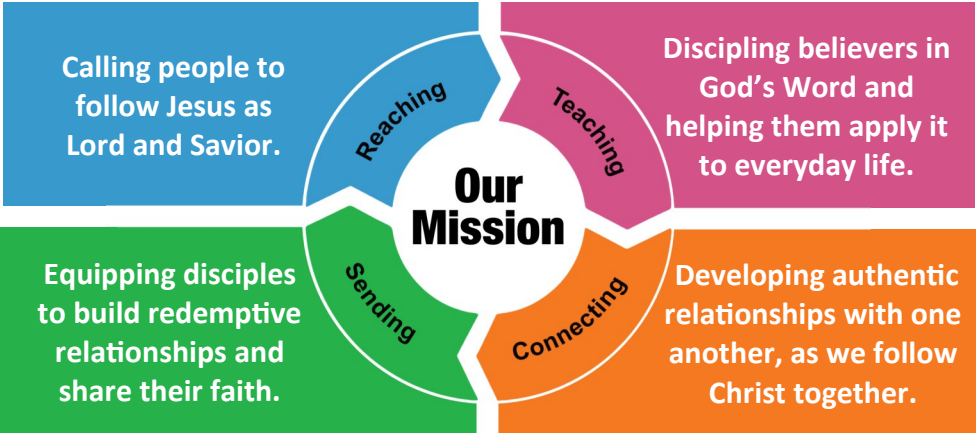 Calling people to
follow Jesus as
Lord and Savior.
Reaching
Teaching
Discipling believers in
God's Word and
helping them apply it
to everyday life.
Our
Mission
Equipping disciples
to build redemptive
relationships and
share their faith.
Sending
Connecting
Developing authentic
relationships with one
another, as we follow
Christ together.